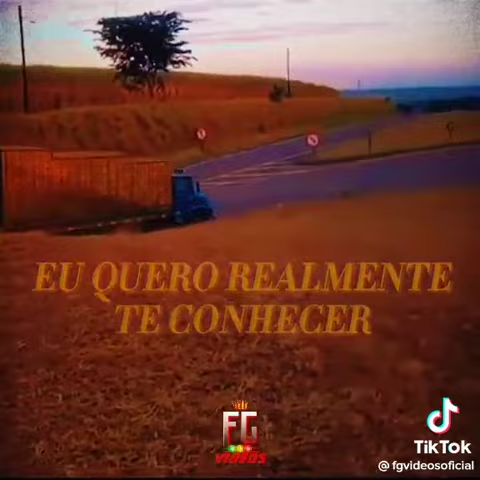 EU QUERO REALMENTE
TE CONHECER
FG
VIDEOS
TikTok
@ fgvideosoficial